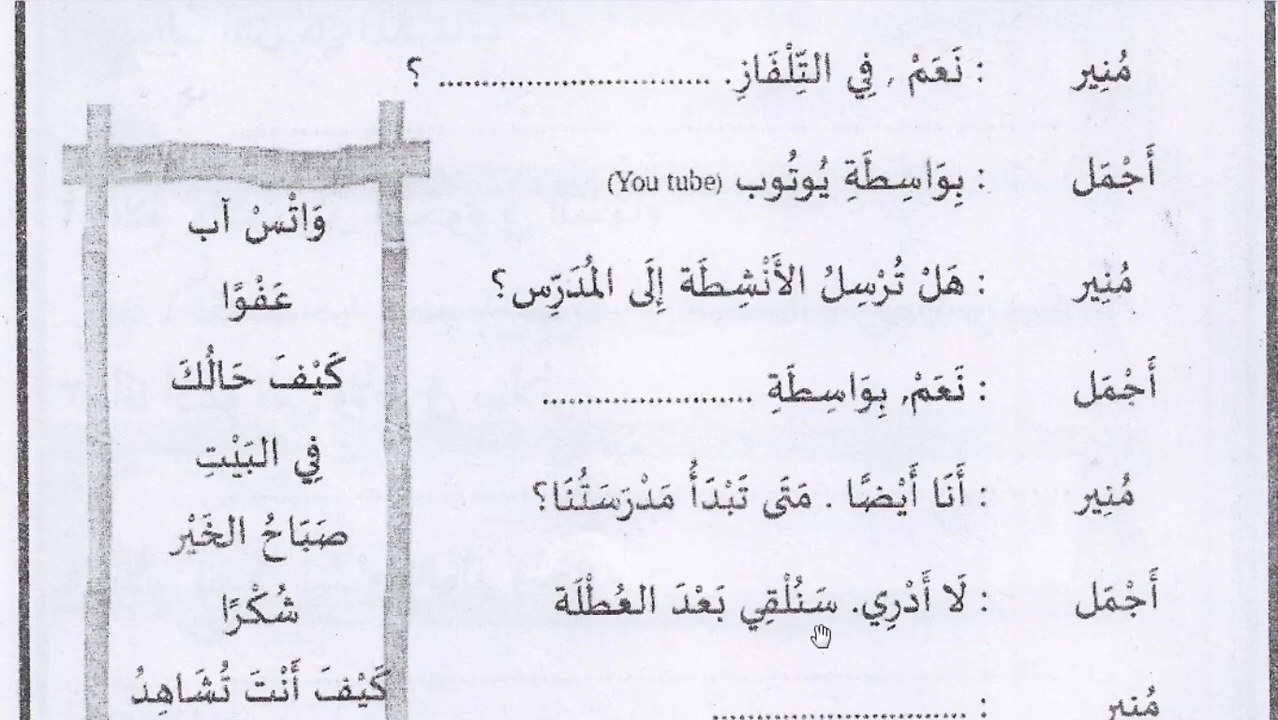 مُنِير : نَعَمْ , فِي التِّلْفَازِ. .............................. ؟
أَجْمَل : بِوَاسِطَةِ يُوتُوب (You tube)
مُنِير : هَلْ تُرْسِلُ الأَنْشِطَة إِلَى المُدَرِّس؟
أَجْمَل : نَعَمْ, بِوَاسِطَةِ ........................
مُنِير : أَنَا أَيْضًا . مَتَى تَبْدَأُ مَدْرَسَتُنَا؟
أَجْمَل : لَا أَدْرِي. سَنُلْقِي بَعْدَ العُطْلَة
مُنِير : .............................
وَاتْسْ آب
عَفْوًا
كَيْفَ حَالُكَ
فِي البَيْتِ
صَبَاحُ الخَيْر
شُكْرًا
كَيْفَ أَنْتَ تُشَاهِدُ